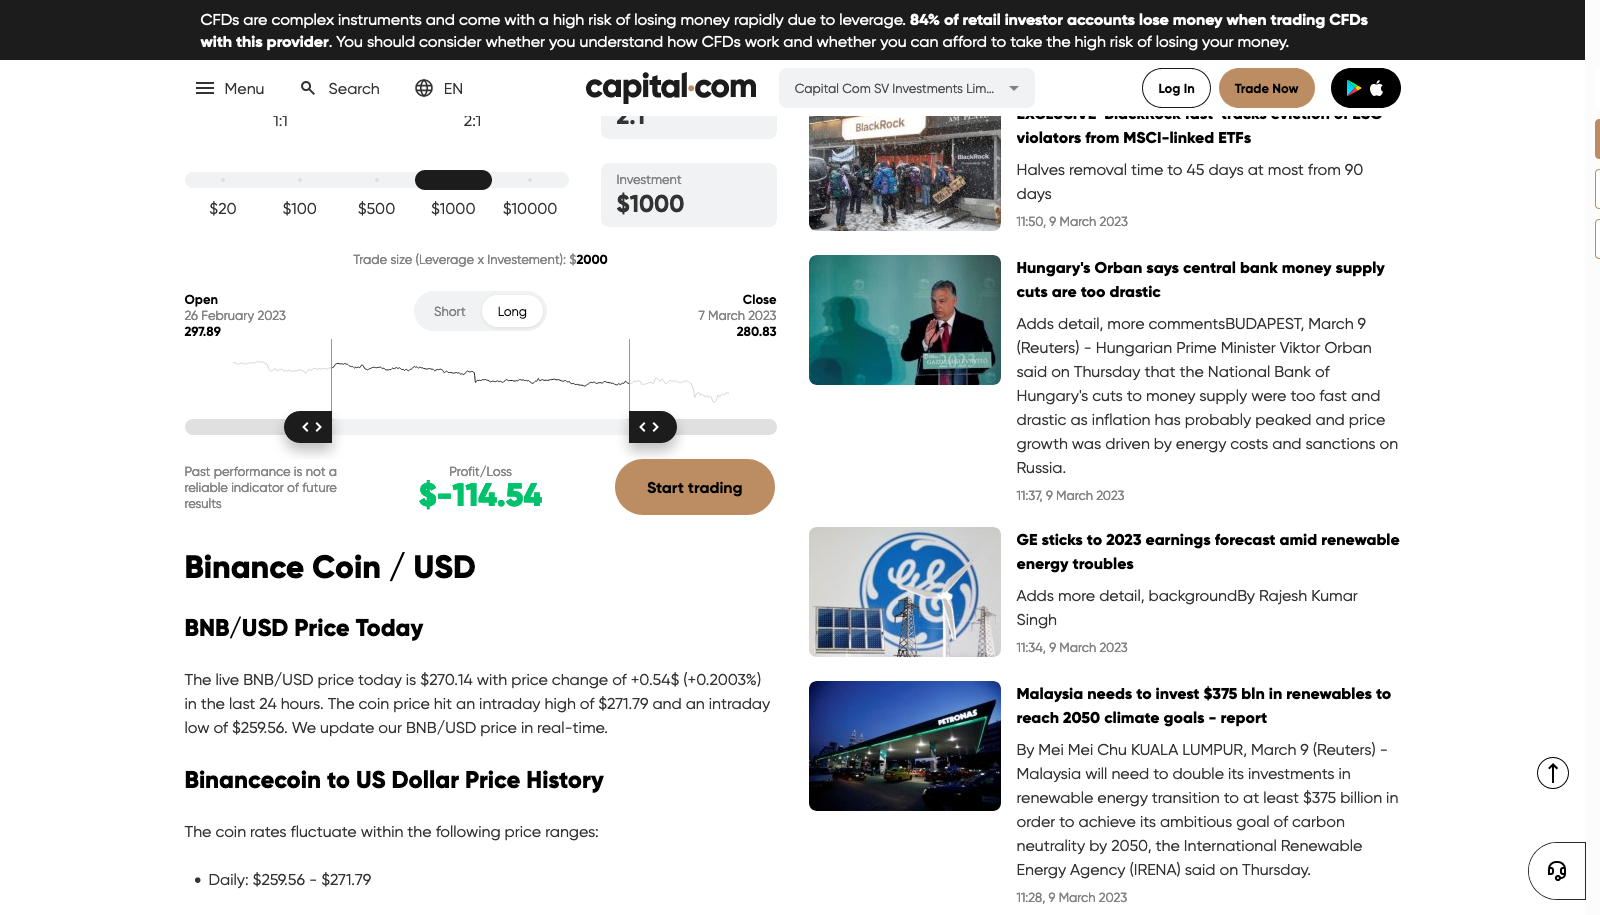 CFDs are complex instruments and come with a high risk of losing money rapidly due to leverage. 84% of retail investor accounts lose money when trading CFDs
with this provider. You should consider whether you understand how CFDs work and whether you can afford to take the high risk of losing your money.
Menu
Search
EN
capital.com
Capital Com SV Investments Lim...
Log In
Trade Now
1:1
2:1
2:1
Investment
$1000
$20
$100
$500
$1000
$10000
Trade size (Leverage x Investement): $2000
Open
26 February 2023
297.89
Short
Long
Close
7 March 2023
280.83
Past performance is not a
reliable indicator of future
results
Profit/Loss
$-114.54
Start trading
Binance Coin / USD
BNB/USD Price Today
The live BNB/USD price today is $270.14 with price change of +0.54$ (+0.2003%)
in the last 24 hours. The coin price hit an intraday high of $271.79 and an intraday
low of $259.56. We update our BNB/USD price in real-time.
Binancecoin to US Dollar Price History
The coin rates fluctuate within the following price ranges:
• Daily: $259.56 - $271.79
BlackRock
BlackRock
EXCLUSIVE-BlackRock fast-tracks eviction of ESG
violators from MSCI-linked ETFs
Halves removal time to 45 days at most from 90
days
11:50, 9 March 2023
2023
Hungary's Orban says central bank money supply
cuts are too drastic
Adds detail, more commentsBUDAPEST, March 9
(Reuters) - Hungarian Prime Minister Viktor Orban
said on Thursday that the National Bank of
Hungary's cuts to money supply were too fast and
drastic as inflation has probably peaked and price
growth was driven by energy costs and sanctions on
Russia.
11:37, 9 March 2023
GE sticks to 2023 earnings forecast amid renewable
energy troubles
Adds more detail, backgroundBy Rajesh Kumar
Singh
11:34, 9 March 2023
PETRONAS
Malaysia needs to invest $375 bln in renewables to
reach 2050 climate goals - report
By Mei Mei Chu KUALA LUMPUR, March 9 (Reuters) -
Malaysia will need to double its investments in
renewable energy transition to at least $375 billion in
order to achieve its ambitious goal of carbon
neutrality by 2050, the International Renewable
Energy Agency (IRENA) said on Thursday.
11:28, 9 March 2023